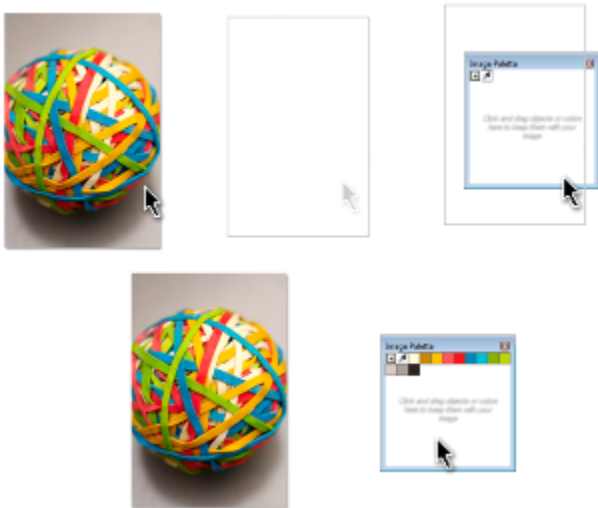 Image Palette
Click and drag objects or colors
here to keep them with your
image
Image Palette
Click and drag objects or colors
here to keep them with your
image